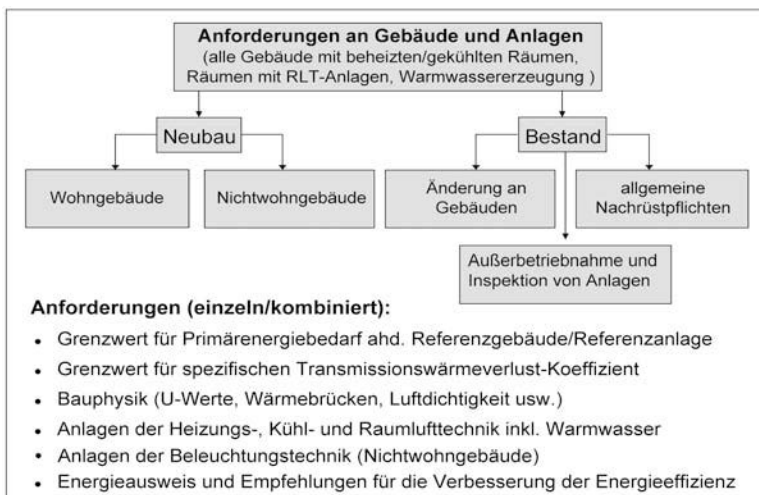 Anforderungen an Gebäude und Anlagen
(alle Gebäude mit beheizten/gekühlten Räumen,
Räumen mit RLT-Anlagen, Warmwassererzeugung )
Neubau
Bestand
Wohngebäude
Nichtwohngebäude
Änderung an
Gebäuden
allgemeine
Nachrüstpflichten
Außerbetriebnahme und
Inspektion von Anlagen
Anforderungen (einzeln/kombiniert):
• Grenzwert für Primärenergiebedarf ahd. Referenzgebäude/Referenzanlage
• Grenzwert für spezifischen Transmissionswärmeverlust-Koeffizient
• Bauphysik (U-Werte, Wärmebrücken, Luftdichtigkeit usw.)
• Anlagen der Heizungs-, Kühl- und Raumlufttechnik inkl. Warmwasser
• Anlagen der Beleuchtungstechnik (Nichtwohngebäude)
• Energieausweis und Empfehlungen für die Verbesserung der Energieeffizienz